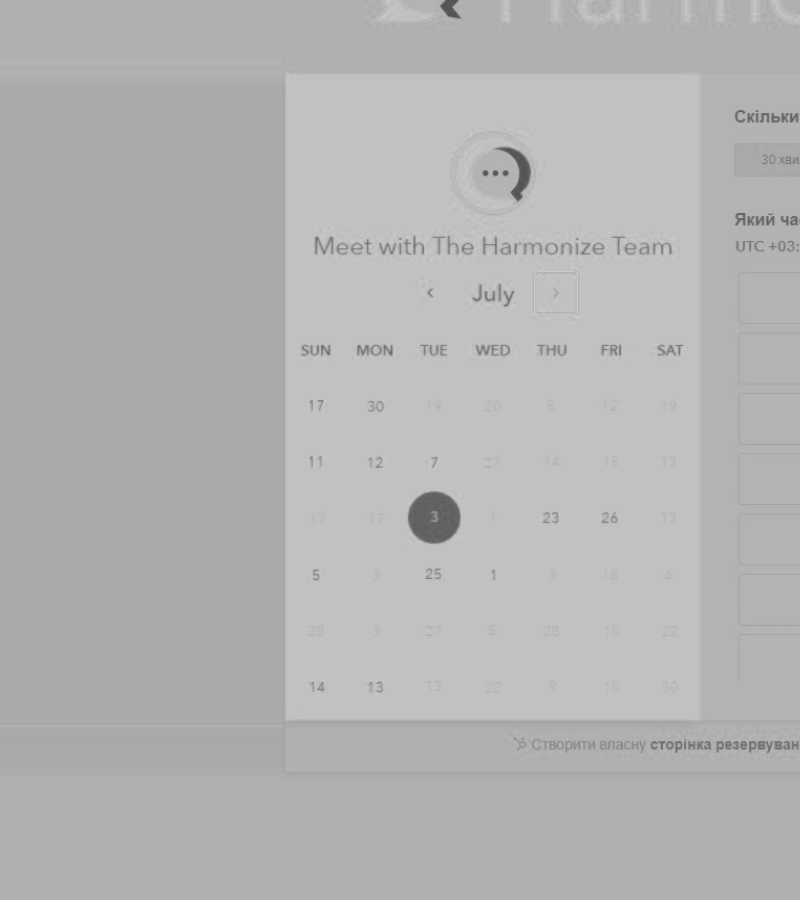 Harmo
Meet with The Harmonize Team
July
SUN MON TUE WED THU FRI SAT
17 30 19 20 5 12 19
11 12 7 27 14 15 13
17 17 3 1 23 26 13
5 3 25 1 3 18 6
28 3 27 5 28 10 22
14 13 13 22 9 10 30
Скільки
30 хви
Який ча
UTC +03:
Створити власну сторінка резервуван